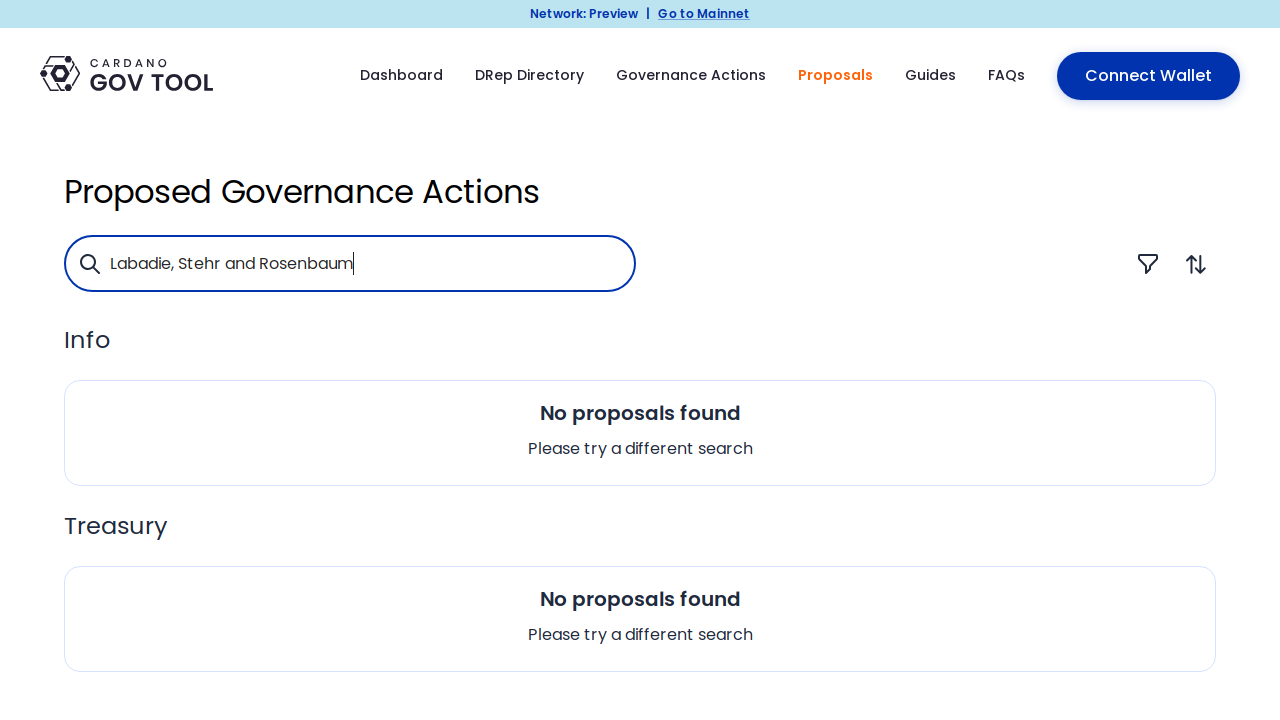 Network: Preview | Go to Mainnet
CARDANO
GOV TOOL
Dashboard
DRep Directory
Governance Actions
Proposals
Guides
FAQs
Connect Wallet
Proposed Governance Actions
Labadie, Stehr and Rosenbaum
Info
No proposals found
Please try a different search
Treasury
No proposals found
Please try a different search